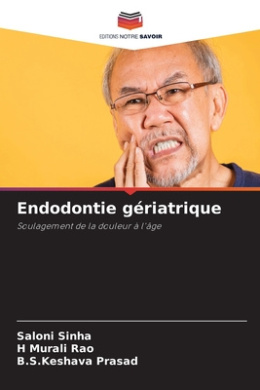 EDITIONS NOTRE SAVOIR
Endodontie gériatrique
Soulagement de la douleur à l'âge
Saloni Sinha
H Murali Rao
B.S.Keshava Prasad